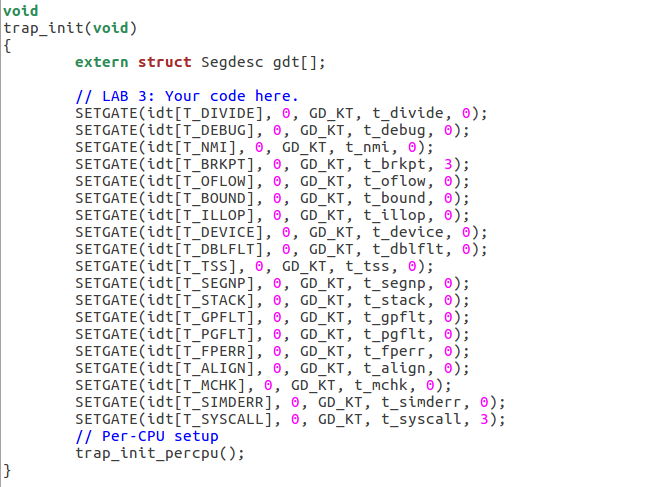 void
trap_init(void)
{
        extern struct Segdesc gdt[];

        // LAB 3: Your code here.
        SETGATE(idt[T_DIVIDE], 0, GD_KT, t_divide, 0);
        SETGATE(idt[T_DEBUG], 0, GD_KT, t_debug, 0);
        SETGATE(idt[T_NMI], 0, GD_KT, t_nmi, 0);
        SETGATE(idt[T_BRKPT], 0, GD_KT, t_brkpt, 3);
        SETGATE(idt[T_OFLOW], 0, GD_KT, t_oflow, 0);
        SETGATE(idt[T_BOUND], 0, GD_KT, t_bound, 0);
        SETGATE(idt[T_ILLOP], 0, GD_KT, t_illop, 0);
        SETGATE(idt[T_DEVICE], 0, GD_KT, t_device, 0);
        SETGATE(idt[T_DBLFLT], 0, GD_KT, t_dblflt, 0);
        SETGATE(idt[T_TSS], 0, GD_KT, t_tss, 0);
        SETGATE(idt[T_SEGNP], 0, GD_KT, t_segnp, 0);
        SETGATE(idt[T_STACK], 0, GD_KT, t_stack, 0);
        SETGATE(idt[T_GPFLT], 0, GD_KT, t_gpflt, 0);
        SETGATE(idt[T_PGFLT], 0, GD_KT, t_pgflt, 0);
        SETGATE(idt[T_FPERR], 0, GD_KT, t_fperr, 0);
        SETGATE(idt[T_ALIGN], 0, GD_KT, t_align, 0);
        SETGATE(idt[T_MCHK], 0, GD_KT, t_mchk, 0);
        SETGATE(idt[T_SIMDERR], 0, GD_KT, t_simderr, 0);
        SETGATE(idt[T_SYSCALL], 0, GD_KT, t_syscall, 3);
        // Per-CPU setup
        trap_init_percpu();
}